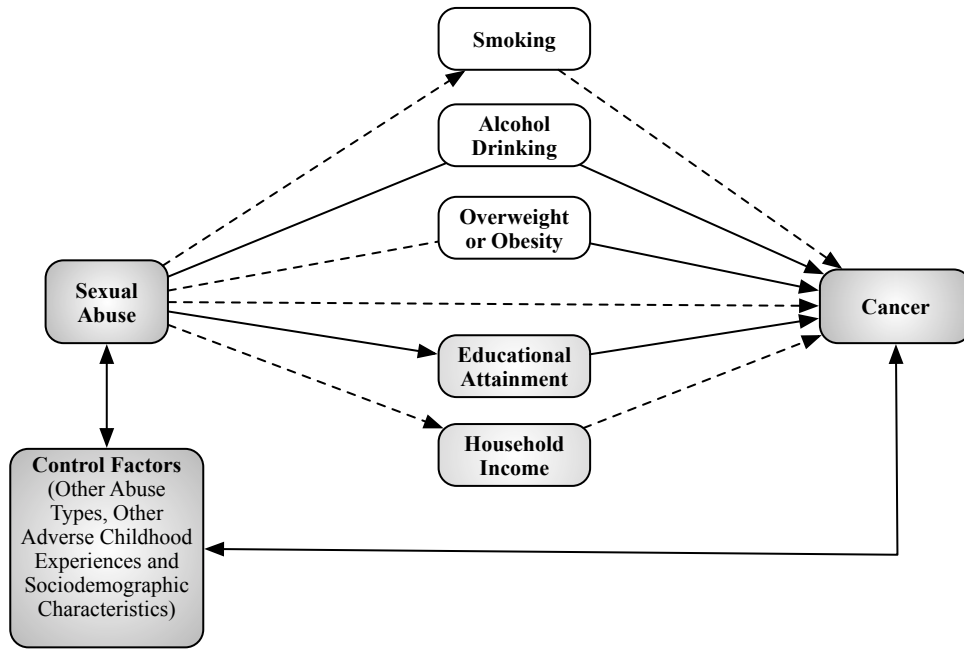 Smoking
Alcohol
Drinking
Overweight
or Obesity
Sexual
Abuse
Cancer
Educational
Attainment
Household
Income
Control Factors
(Other Abuse
Types, Other
Adverse Childhood
Experiences and
Sociodemographic
Characteristics)